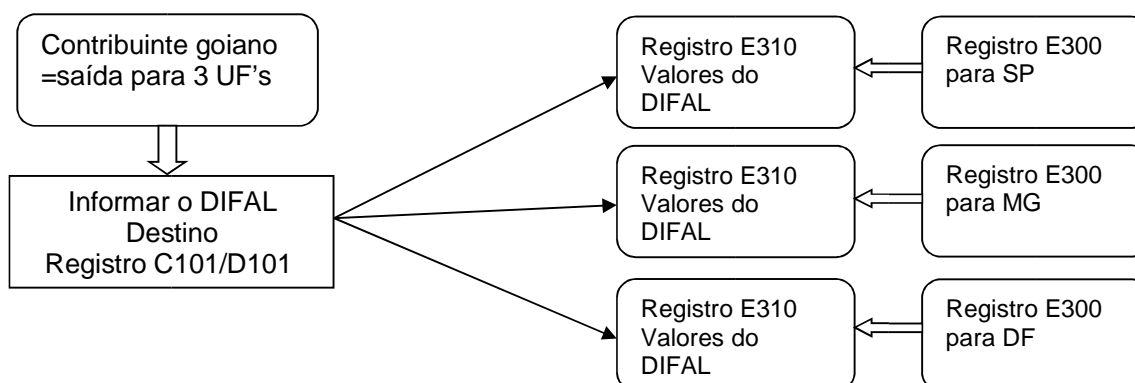 Contribuinte goiano
=saída para 3 UF's
Informar o DIFAL
Destino
Registro C101/D101
Registro E310
Valores do
DIFAL
Registro E300
para SP
Registro E310
Valores do
DIFAL
Registro E300
para MG
Registro E310
Valores do
DIFAL
Registro E300
para DF